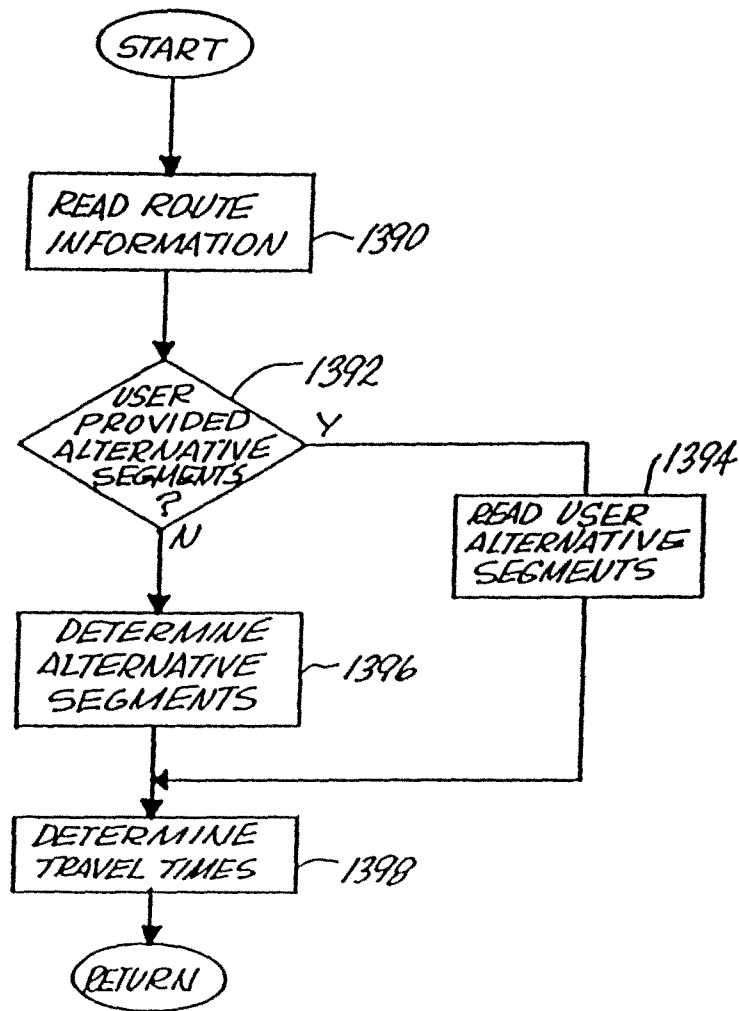 START
READ ROUTE
INFORMATION
1390
1392
USER
PROVIDED
ALTERNATIVE
SEGMENTS
?
Y
N
1394
READ USER
ALTERNATIVE
SEGMENTS
DETERMINE
ALTERNATIVE
SEGMENTS
1396
DETERMINE
TRAVEL TIMES
1398
RETURN